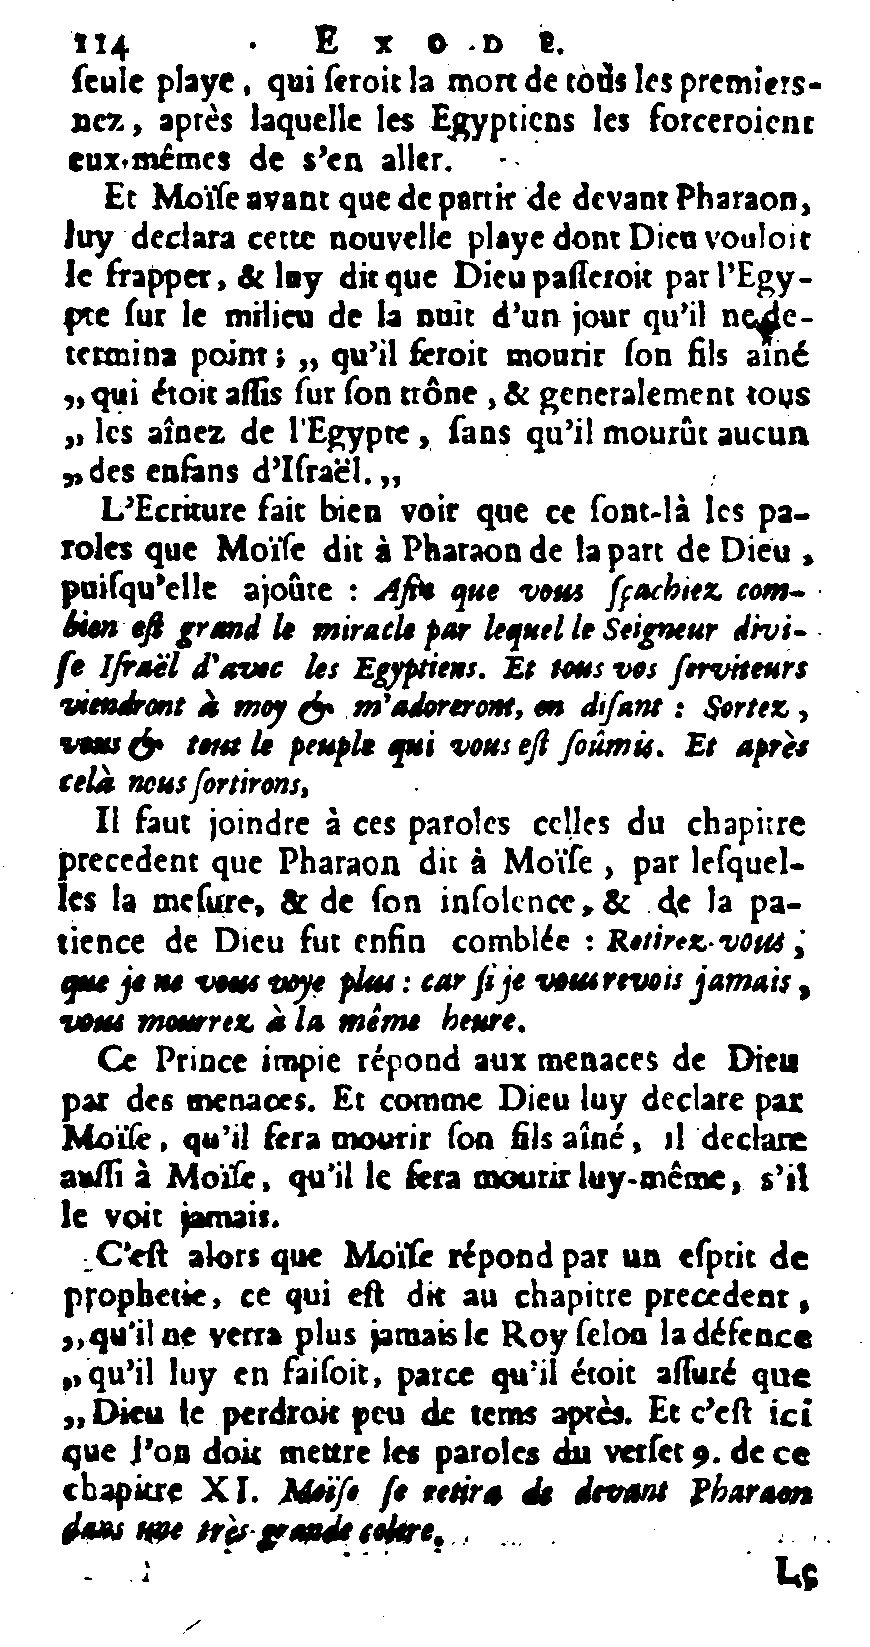 114 E X O D E.
ſeule playe, qui ſeroit la mort de tous les premiers-
nez, après laquelle les Egyptiens les forceroient
eux-mêmes de s'en aller.
Et Moïſe avant que de partir de devant Pharaon,
luy declara cette nouvelle playe dont Dieu vouloit
le frapper, & luy dit que Dieu paſſeroit par l'Egy-
pte ſur le milieu de la nuit d'un jour qu'il ne de-
termina point; „ qu'il feroit mourir ſon fils aîné
„ qui étoit aſſis ſur ſon trône, & generalement tous
„ les aînez de l'Egypte, ſans qu'il mourût aucun
„ des enfans d'Iſraël. „
L'Ecriture fait bien voir que ce ſont-là les pa-
roles que Moïſe dit à Pharaon de la part de Dieu,
puiſqu'elle ajoûte : Afin que vous ſçachiez com-
bien eſt grand le miracle par lequel le Seigneur divi-
ſe Iſraël d'avec les Egyptiens. Et tous vos ſerviteurs
viendront à moy & m'adoreront, en diſant : Sortez,
vous & tout le peuple qui vous eſt ſoûmis. Et après
celà nous ſortirons,
Il faut joindre à ces paroles celles du chapitre
precedent que Pharaon dit à Moïſe, par leſquel-
les la meſure, & de ſon inſolence, & de la pa-
tience de Dieu fut enfin comblée : Retirez-vous;
que je ne vous voye plus : car ſi je vous revois jamais,
vous mourrez à la même heure.
Ce Prince impie répond aux menaces de Dieu
par des menaces. Et comme Dieu luy declare par
Moïſe, qu'il fera mourir ſon fils aîné, il declare
auſſi à Moïſe, qu'il le fera mourir luy-même, s'il
le voit jamais.
C'eſt alors que Moïſe répond par un eſprit de
prophetie, ce qui eſt dit au chapitre precedent,
„ qu'il ne verra plus jamais le Roy ſelon la défence
„ qu'il luy en faiſoit, parce qu'il étoit aſſuré que
„ Dieu le perdroit peu de tems après. Et c'eſt ici
que l'on doit mettre les paroles du verſet 9. de ce
chapitre XI. Moïſe ſe retira de devant Pharaon
dans une très-grande colere.
Le